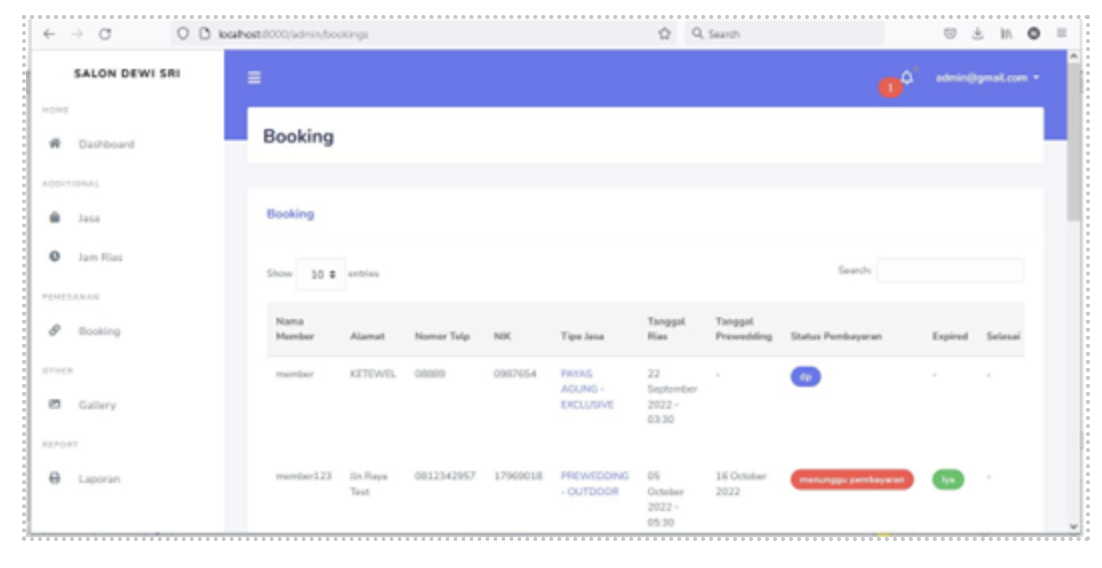 localhost:8000/admin/bookings
Search
SALON DEWI SRI
1
admin@gmail.com
HOME
Booking
Dashboard
ADDITIONAL
Jasa
Booking
Jam Rias
Show 10 entries
Search:
PEMESANAN
Nama Member Alamat Nomor Telp NIK Tipe Jasa Tanggal Rias Tanggal Prewedding Status Pembayaran Expired Selesai
Booking
OTHER
member KETEWEL 08889 0987654 PAYAS AGUNG - EXCLUSIVE 22 September 2022 - 03:30 - dp - -
Gallery
REPORT
Laporan
member123 Jln Raya Test 0812342957 17969018 PREWEDDING - OUTDOOR 05 October 2022 - 05:30 16 October 2022 menunggu pembayaran Iya -